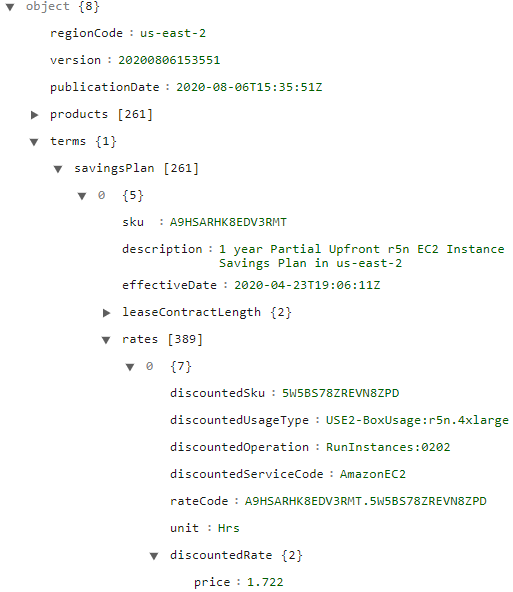 object {8}
regionCode : us-east-2
version : 20200806153551
publicationDate : 2020-08-06T15:35:51Z
products [261]
terms {1}
savingsPlan [261]
0 {5}
sku : A9HSARHK8EDV3RMT
description : 1 year Partial Upfront r5n EC2 Instance
Savings Plan in us-east-2
effectiveDate : 2020-04-23T19:06:11Z
leaseContractLength {2}
rates [389]
0 {7}
discountedSku : 5W5BS78ZREVN8ZPD
discountedUsageType : USE2-BoxUsage:r5n.4xlarge
discountedOperation : RunInstances:0202
discountedServiceCode : AmazonEC2
rateCode : A9HSARHK8EDV3RMT.5W5BS78ZREVN8ZPD
unit : Hrs
discountedRate {2}
price : 1.722